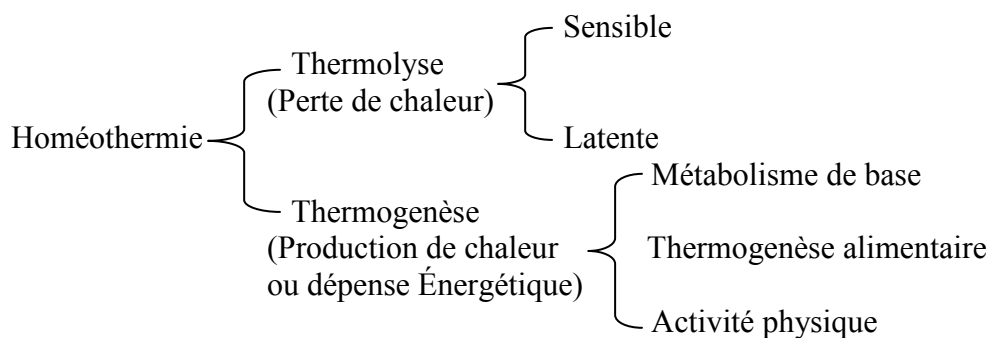 Sensible
Thermolyse
(Perte de chaleur)
Homéothermie
Latente
Métabolisme de base
Thermogenèse
(Production de chaleur
ou dépense Énergétique)
Thermogenèse alimentaire
Activité physique